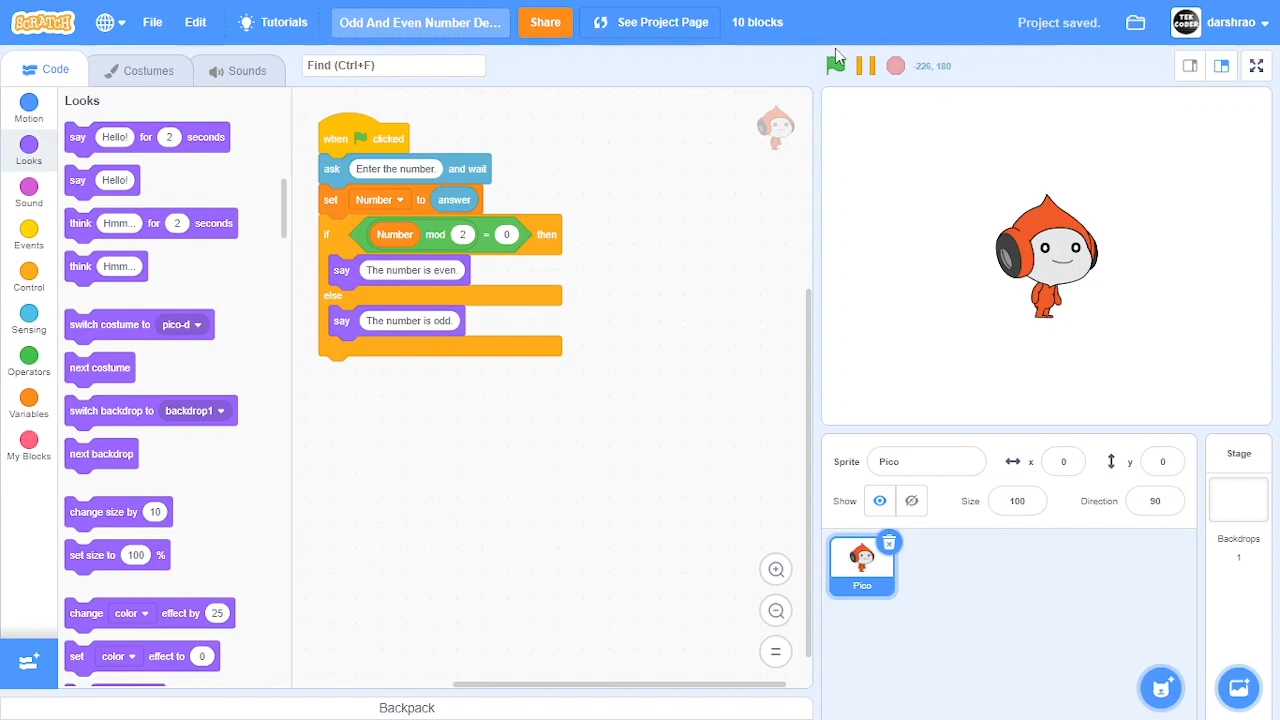 SCRATCH File Edit Tutorials Odd And Even Number De... Share See Project Page 10 blocks Project saved. TEK CODER darshrao
Code Costumes Sounds Find (Ctrl+F) -226, 180
Motion
Looks
Sound
Events
Control
Sensing
Operators
Variables
My Blocks
Looks
say Hello! for 2 seconds
say Hello!
think Hmm... for 2 seconds
think Hmm...
switch costume to pico-d
next costume
switch backdrop to backdrop1
next backdrop
change size by 10
set size to 100 %
change color effect by 25
set color effect to 0
when clicked
ask Enter the number. and wait
set Number to answer
if Number mod 2 = 0 then
say The number is even.
else
say The number is odd.
Sprite Pico x 0 y 0
Show Size 100 Direction 90
Pico
Stage
Backdrops
1
Backpack